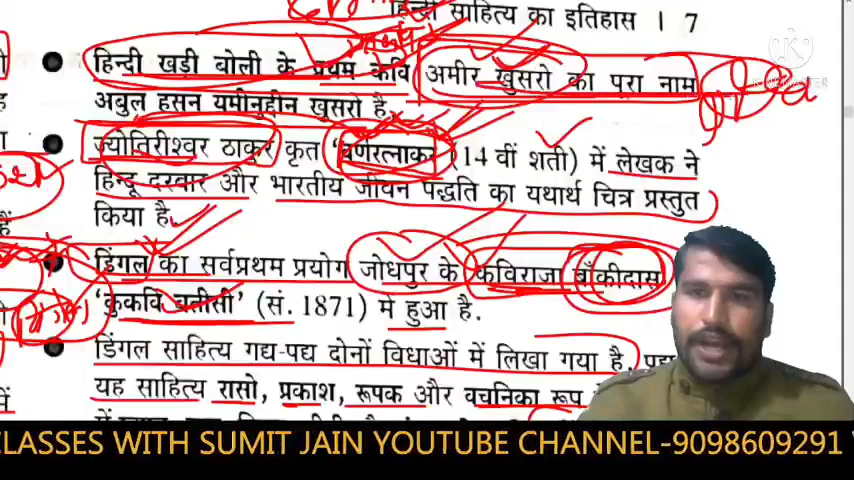 हिन्दी साहित्य का इतिहास । 7
हिन्दी खड़ी बोली के प्रथम कवि अमीर खुसरो का पूरा नाम
अबुल हसन यमीनुद्दीन खुसरो है.
ज्योतिरीश्वर ठाकुर कृत 'वर्णरत्नाकर (14 वीं शती) में लेखक ने
हिन्दू दरबार और भारतीय जीवन पद्धति का यथार्थ चित्र प्रस्तुत
किया है
डिंगल का सर्वप्रथम प्रयोग जोधपुर के कविराजा बाँकीदास
'कुकवि बतीसी' (सं. 1871) में हुआ है.
डिंगल साहित्य गद्य-पद्य दोनों विधाओं में लिखा गया है,
यह साहित्य रासो, प्रकाश, रूपक और वचनिका रूप
CLASSES WITH SUMIT JAIN YOUTUBE CHANNEL-9098609291